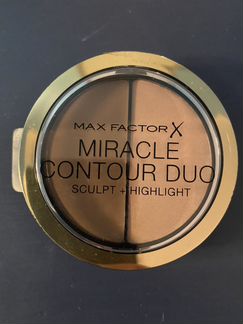 MAX FACTOR X
MIRACLE
CONTOUR DUO
SCULPT + HIGHLIGHT